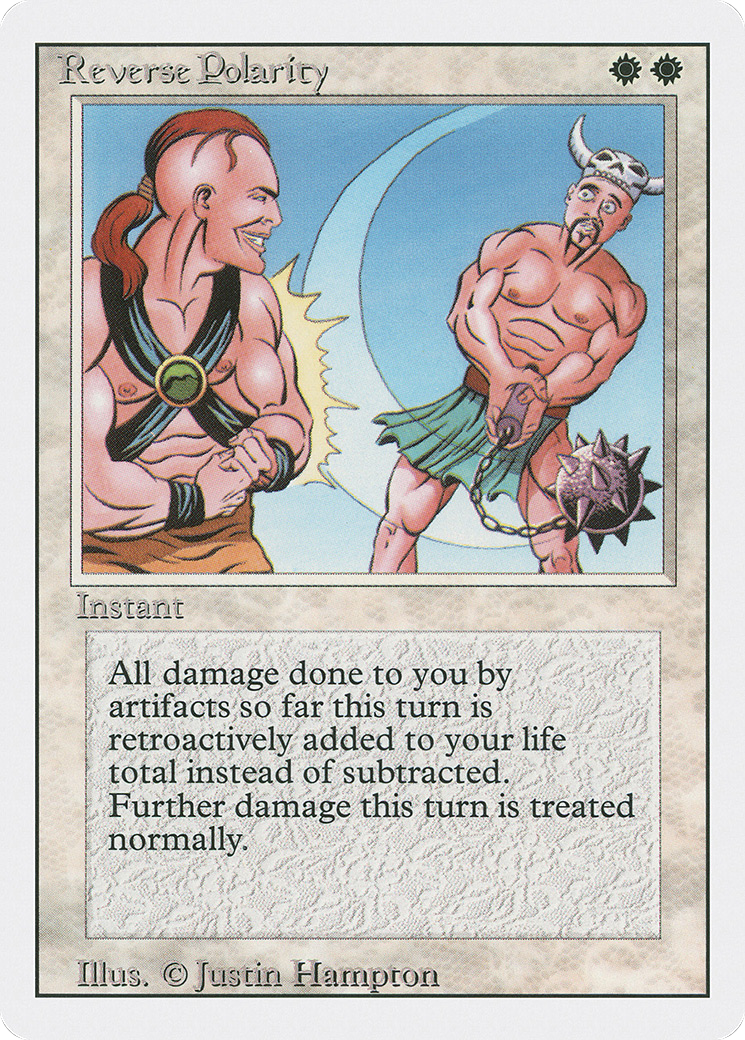 Reverse Polarity
Instant
All damage done to you by
artifacts so far this turn is
retroactively added to your life
total instead of subtracted.
Further damage this turn is treated
normally.
Illus. © Justin Hampton